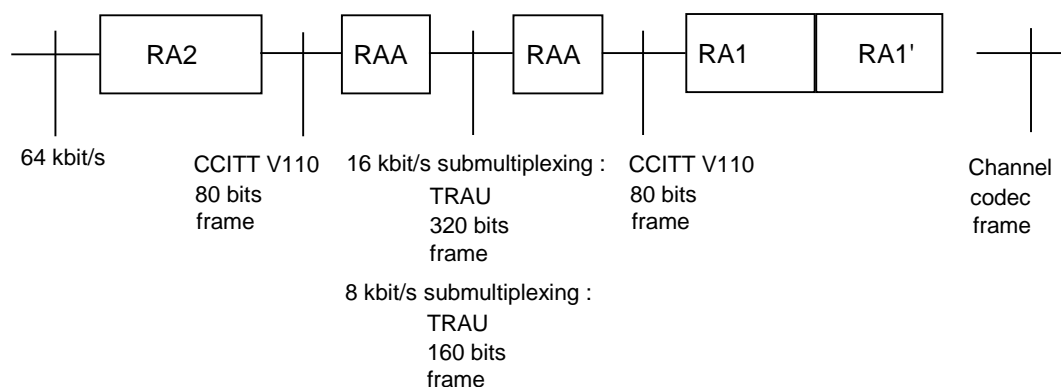 RA2
RAA
RAA
RA1
RA1'
64 kbit/s
CCITT V110
80 bits
frame
16 kbit/s submultiplexing :
TRAU
320 bits
frame
8 kbit/s submultiplexing :
TRAU
160 bits
frame
CCITT V110
80 bits
frame
Channel
codec
frame